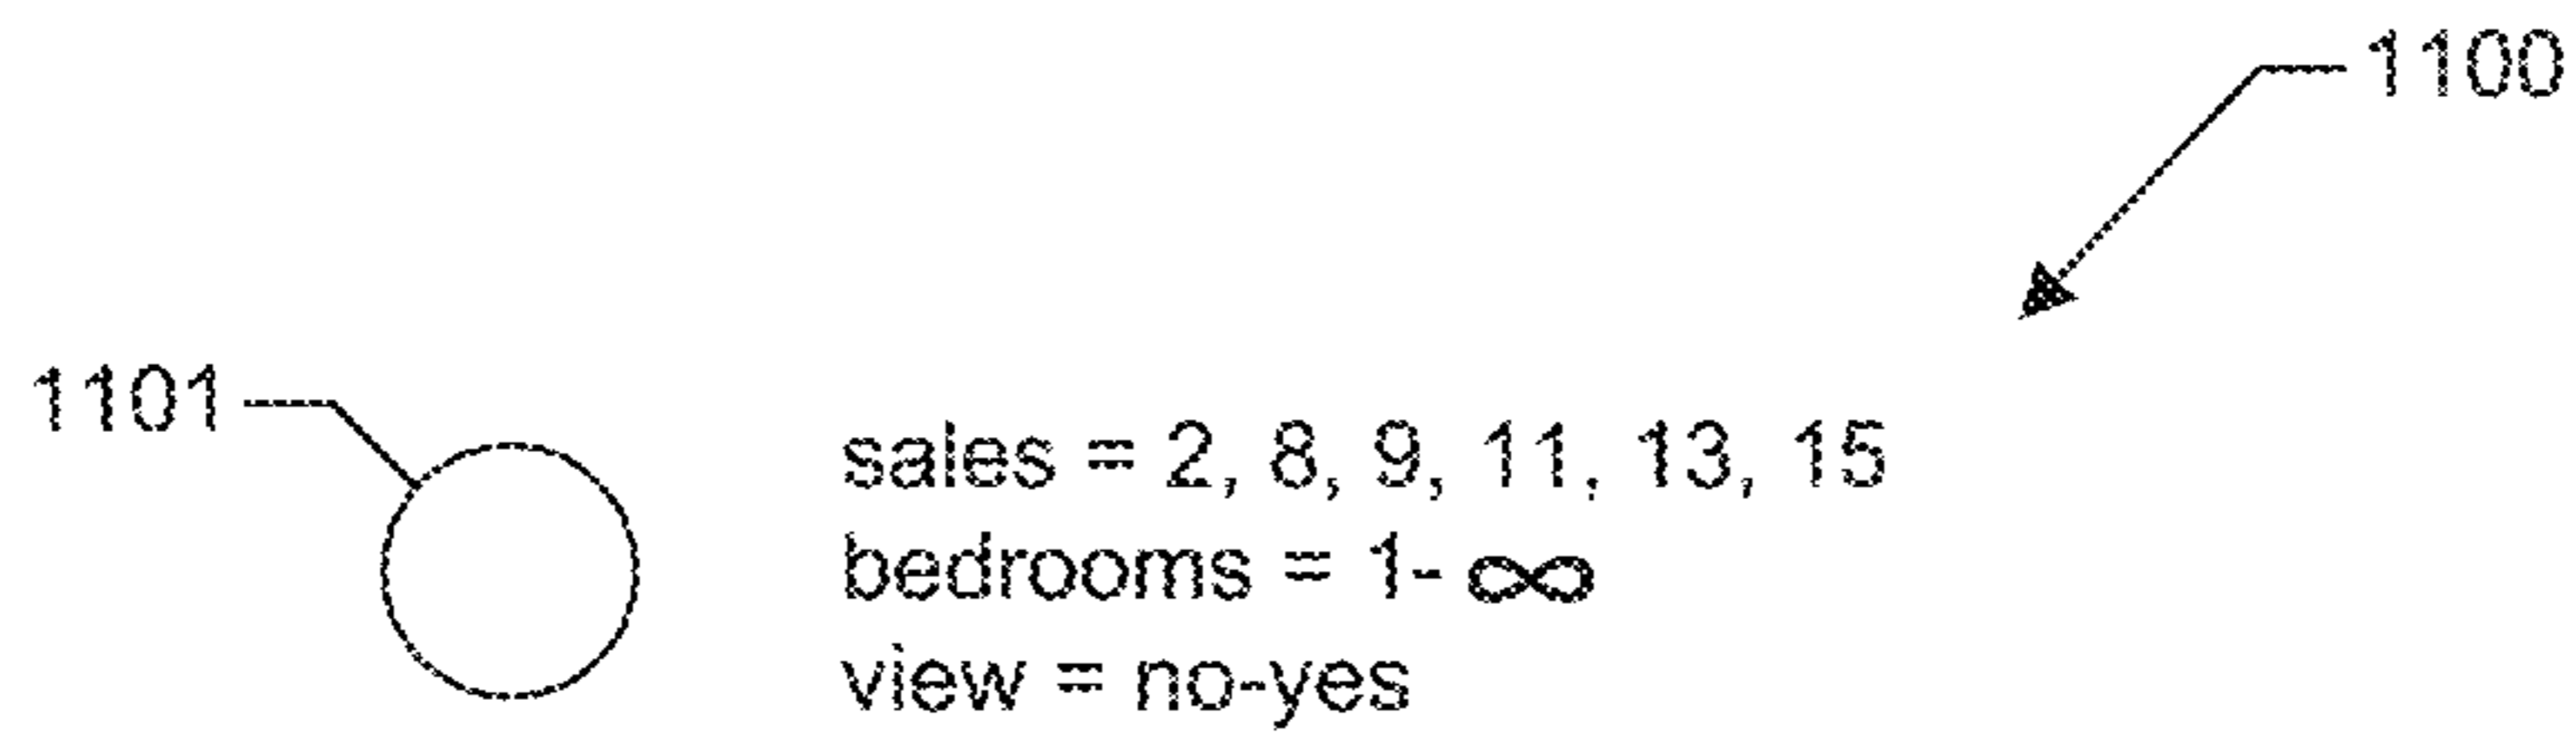 1100
1101
sales = 2, 8, 9, 11, 13, 15
bedrooms = 1- ∞
view = no-yes